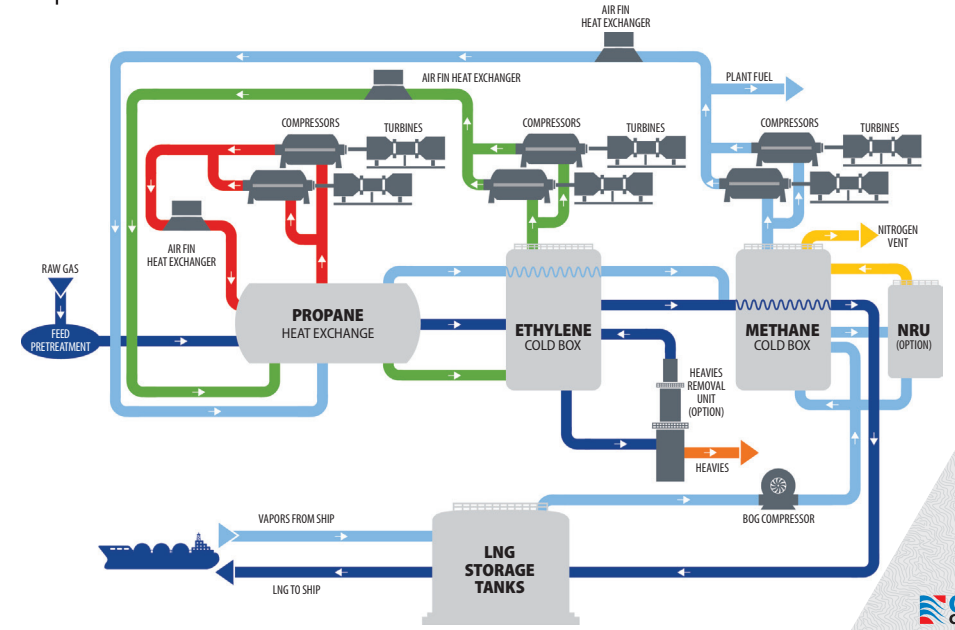 AIR FIN
HEAT EXCHANGER
AIR FIN HEAT EXCHANGER
PLANT FUEL
COMPRESSORS
TURBINES
COMPRESSORS
TURBINES
COMPRESSORS
TURBINES
AIR FIN
HEAT EXCHANGER
NITROGEN
VENT
RAW GAS
FEED
PRETREATMENT
PROPANE
HEAT EXCHANGE
ETHYLENE
COLD BOX
METHANE
COLD BOX
NRU
(OPTION)
HEAVIES
REMOVAL
UNIT
(OPTION)
HEAVIES
BOG COMPRESSOR
VAPORS FROM SHIP
LNG
STORAGE
TANKS
LNG TO SHIP